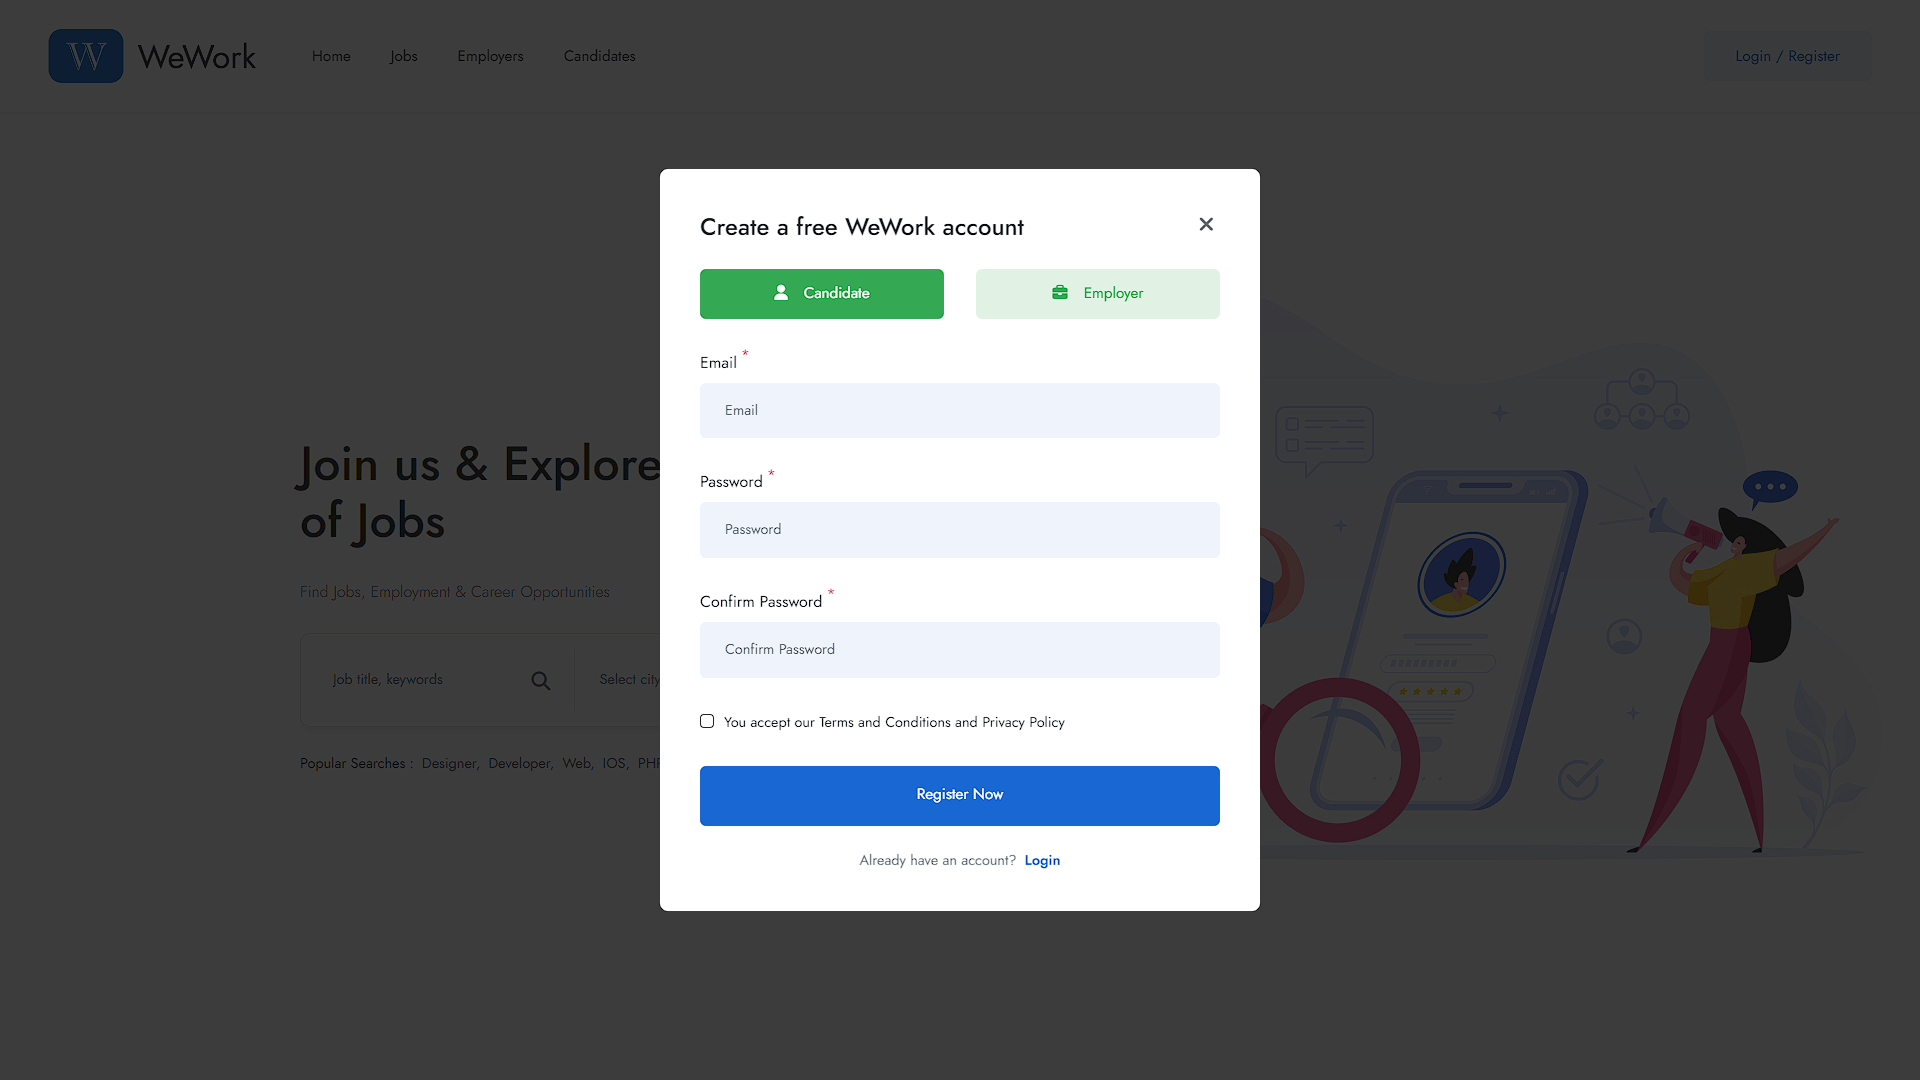 W WeWork Home Jobs Employers Candidates Login / Register
Create a free WeWork account
Candidate Employer
Email *
Email
Password *
Password
Confirm Password *
Confirm Password
You accept our Terms and Conditions and Privacy Policy
Register Now
Already have an account? Login
Join us & Explore
of Jobs
Find Jobs, Employment & Career Opportunities
Job title, keywords Select city
Popular Searches : Designer, Developer, Web, IOS,